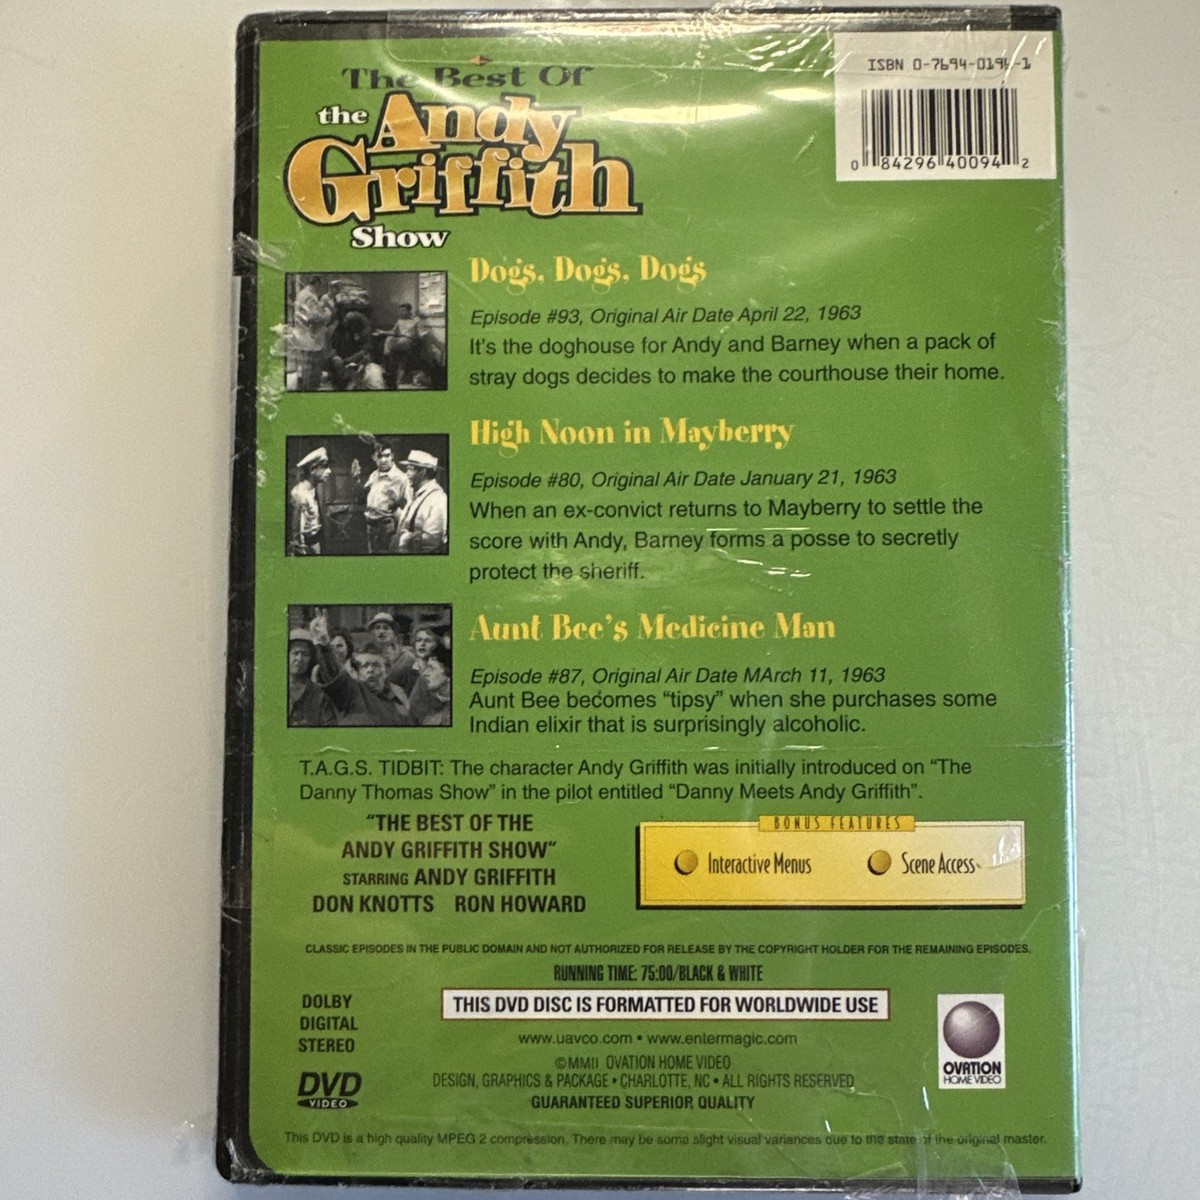 The Best Of
the Andy
Griffith
Show
ISBN 0-7694-0196-1
0 84296 40094 2
Dogs, Dogs, Dogs
Episode #93, Original Air Date April 22, 1963
It's the doghouse for Andy and Barney when a pack of
stray dogs decides to make the courthouse their home.
High Noon in Mayberry
Episode #80, Original Air Date January 21, 1963
When an ex-convict returns to Mayberry to settle the
score with Andy, Barney forms a posse to secretly
protect the sheriff.
Aunt Bee's Medicine Man
Episode #87, Original Air Date MArch 11, 1963
Aunt Bee becomes “tipsy” when she purchases some
Indian elixir that is surprisingly alcoholic.
T.A.G.S. TIDBIT: The character Andy Griffith was initially introduced on “The
Danny Thomas Show” in the pilot entitled “Danny Meets Andy Griffith”.
“THE BEST OF THE
ANDY GRIFFITH SHOW”
STARRING ANDY GRIFFITH
DON KNOTTS RON HOWARD
BONUS FEATURES
Interactive Menus
Scene Access
CLASSIC EPISODES IN THE PUBLIC DOMAIN AND NOT AUTHORIZED FOR RELEASE BY THE COPYRIGHT HOLDER FOR THE REMAINING EPISODES.
RUNNING TIME: 75:00/BLACK & WHITE
THIS DVD DISC IS FORMATTED FOR WORLDWIDE USE
DOLBY
DIGITAL
STEREO
DVD
VIDEO
www.uavco.com • www.entermagic.com
©MMII OVATION HOME VIDEO
DESIGN, GRAPHICS & PACKAGE • CHARLOTTE, NC • ALL RIGHTS RESERVED
GUARANTEED SUPERIOR QUALITY
OVATION
HOME VIDEO
This DVD is a high quality MPEG 2 compression. There may be some slight visual variances due to the state of the original master.